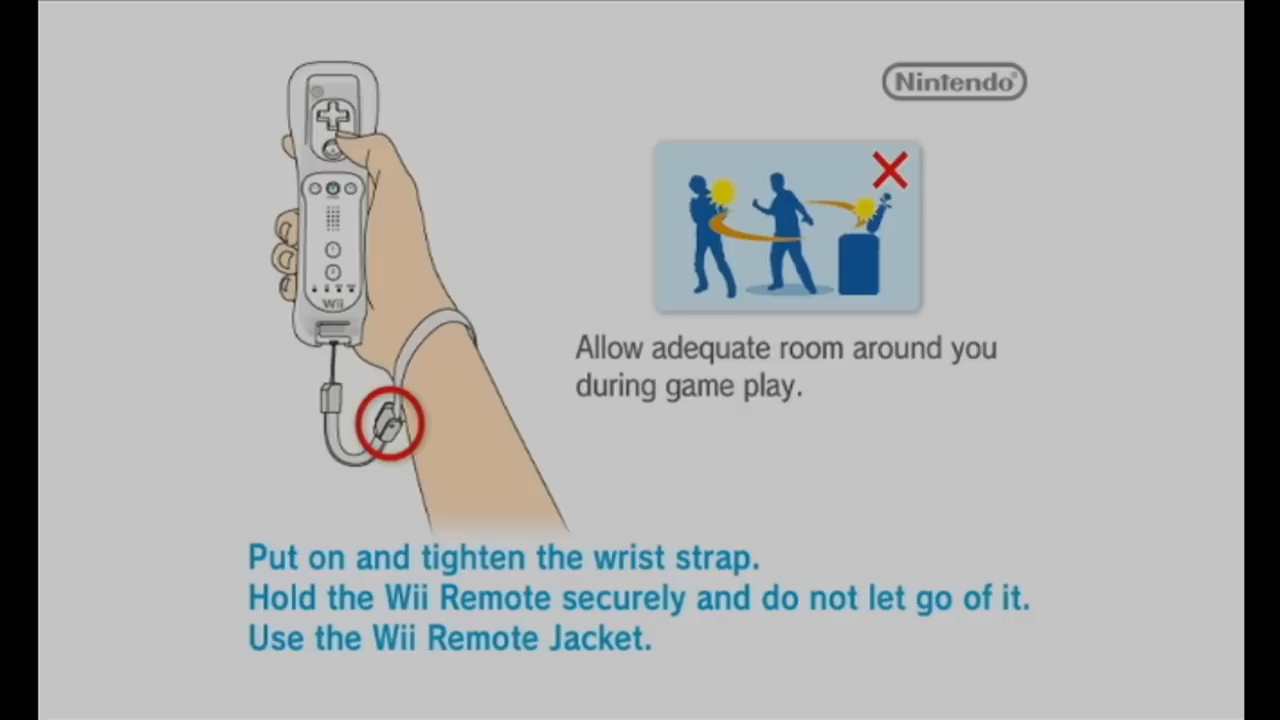 Nintendo®
Wii
Allow adequate room around you
during game play.
Put on and tighten the wrist strap.
Hold the Wii Remote securely and do not let go of it.
Use the Wii Remote Jacket.